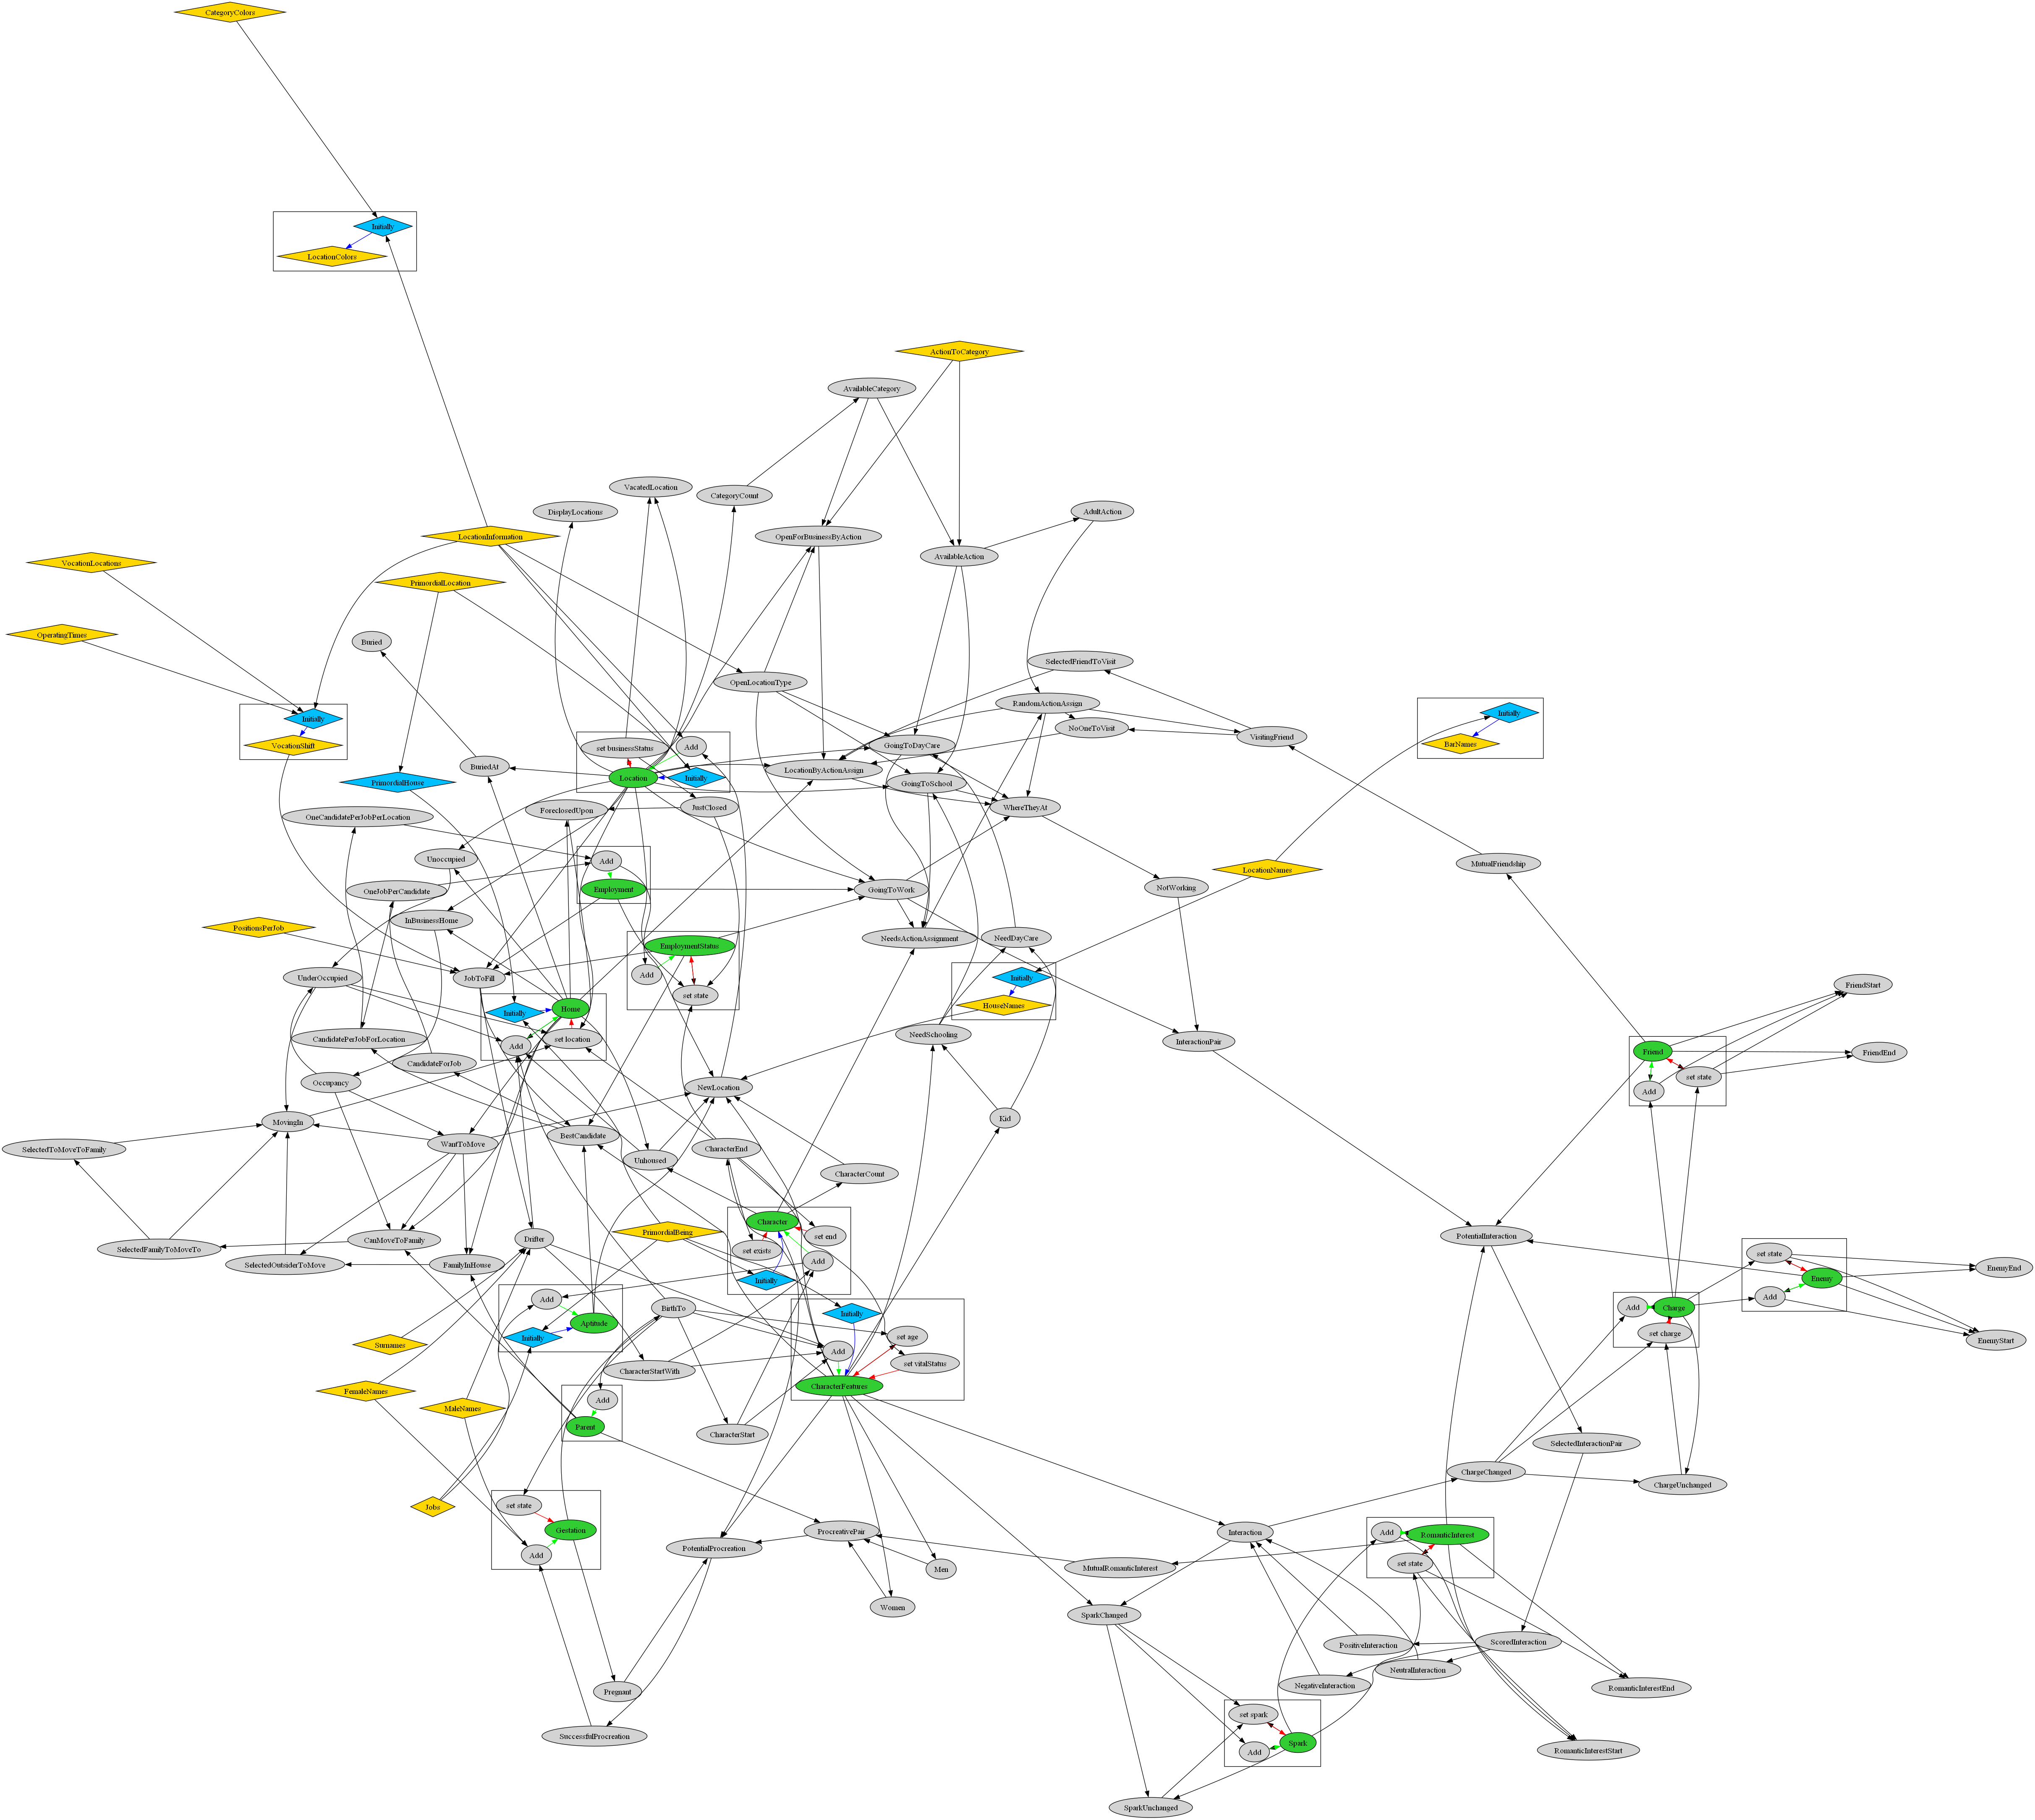 CategoryColors
Initially
LocationColors
ActionToCategory
AvailableCategory
VacatedLocation
CategoryCount
DisplayLocations
AdultAction
LocationInformation
OpenForBusinessByAction
AvailableAction
VocationLocations
PrimordialLocation
OperatingTimes
Buried
SelectedFriendToVisit
OpenLocationType
RandomActionAssign
Initially
Initially
NoOneToVisit
VisitingFriend
VocationShift
set businessStatus
Add
GoingToDayCare
BarNames
BuriedAt
LocationByActionAssign
PrimordialHouse
Location
Initially
GoingToSchool
OneCandidatePerJobPerLocation
ForeclosedUpon
JustClosed
WhereTheyAt
Unoccupied
Add
MutualFriendship
LocationNames
OneJobPerCandidate
Employment
GoingToWork
NotWorking
InBusinessHome
PositionsPerJob
EmploymentStatus
NeedsActionAssignment
NeedDayCare
UnderOccupied
JobToFill
Add
Initially
set state
FriendStart
Initially
Home
HouseNames
CandidatePerJobForLocation
set location
NeedSchooling
Add
InteractionPair
Friend
FriendEnd
CandidateForJob
Occupancy
NewLocation
set state
Add
MovingIn
Kid
SelectedToMoveToFamily
WantToMove
BestCandidate
CharacterEnd
Unhoused
CharacterCount
Character
PrimordialBeing
set end
CanMoveToFamily
Drifter
PotentialInteraction
SelectedFamilyToMoveTo
SelectedOutsiderToMove
FamilyInHouse
set exists
Add
set state
Enemy
EnemyEnd
Initially
Add
Add
BirthTo
Initially
Add
Charge
Aptitude
Initially
set age
set charge
EnemyStart
Surnames
Add
set vitalStatus
CharacterStartWith
CharacterFeatures
FemaleNames
Add
MaleNames
Parent
CharacterStart
SelectedInteractionPair
ChargeChanged
ChargeUnchanged
Jobs
set state
Gestation
ProcreativePair
Interaction
Add
RomanticInterest
PotentialProcreation
Add
MutualRomanticInterest
set state
Men
Women
SparkChanged
PositiveInteraction
ScoredInteraction
NeutralInteraction
Pregnant
NegativeInteraction
RomanticInterestEnd
set spark
SuccessfulProcreation
Spark
Add
RomanticInterestStart
SparkUnchanged